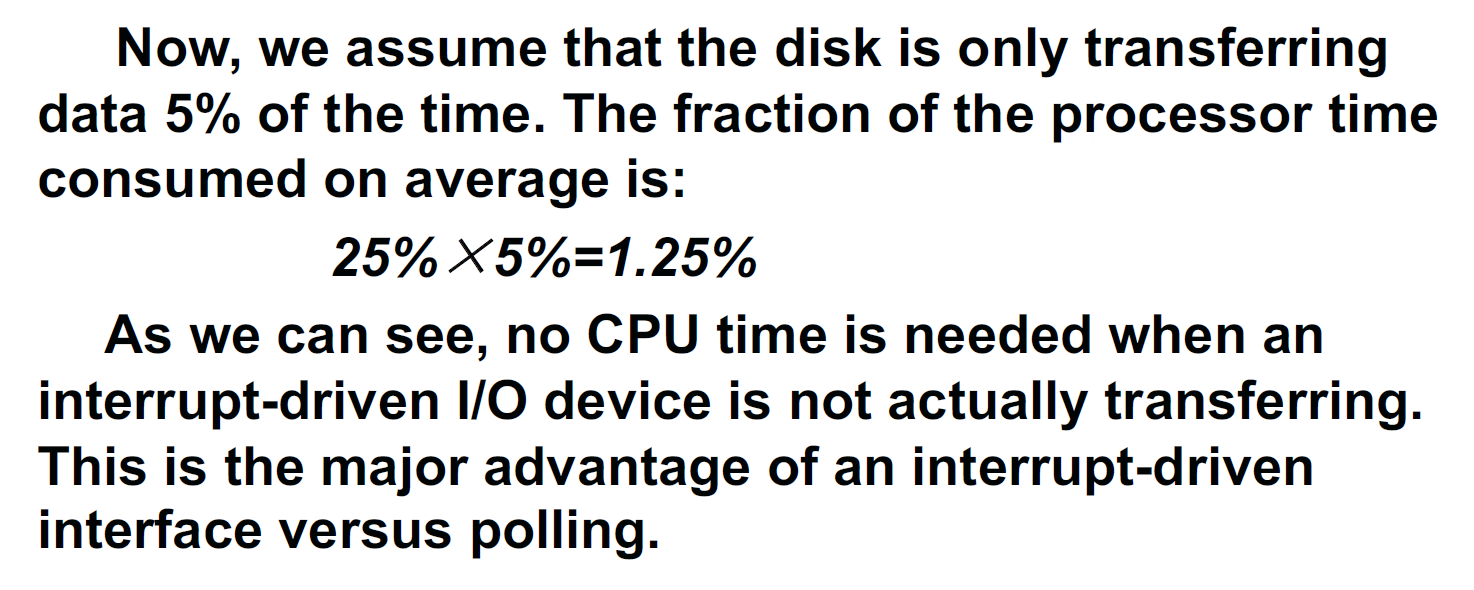 Now, we assume that the disk is only transferring
data 5% of the time. The fraction of the processor time
consumed on average is:
25%×5%=1.25%
As we can see, no CPU time is needed when an
interrupt-driven I/O device is not actually transferring.
This is the major advantage of an interrupt-driven
interface versus polling.